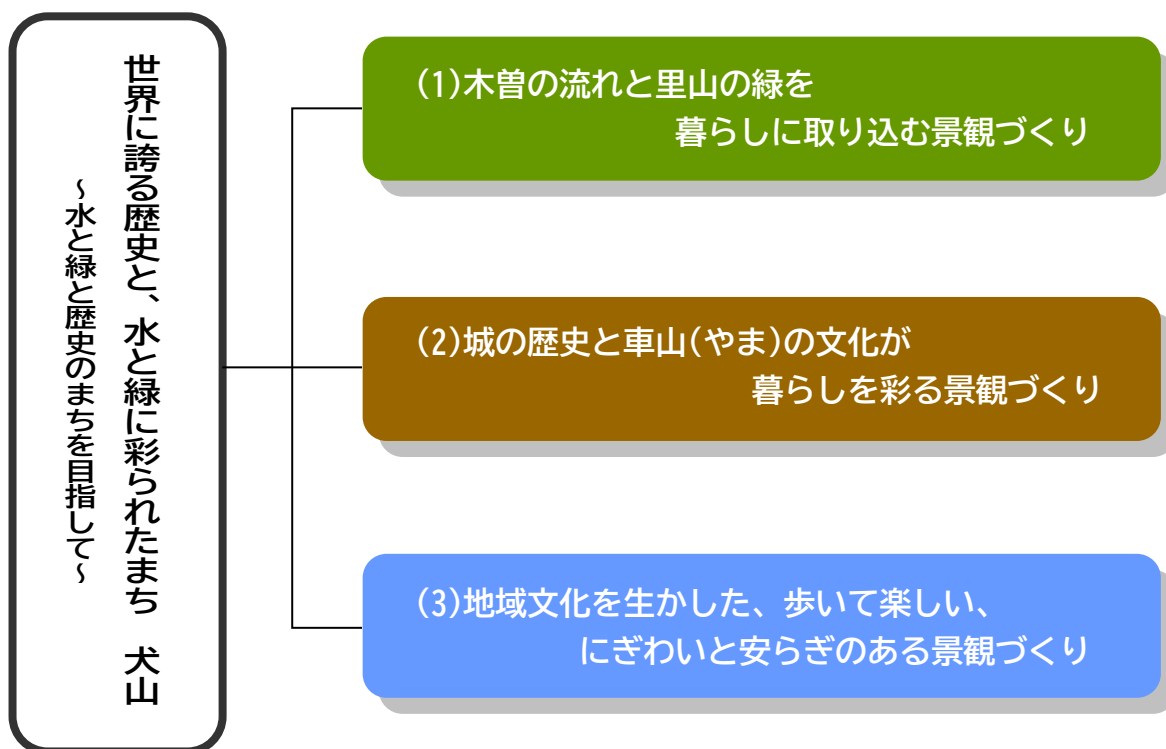 世界に誇る歴史と、水と緑に彩られたまち　犬山
～水と緑と歴史のまちを目指して～
(1)木曽の流れと里山の緑を
暮らしに取り込む景観づくり
(2)城の歴史と車山(やま)の文化が
暮らしを彩る景観づくり
(3)地域文化を生かした、歩いて楽しい、
にぎわいと安らぎのある景観づくり